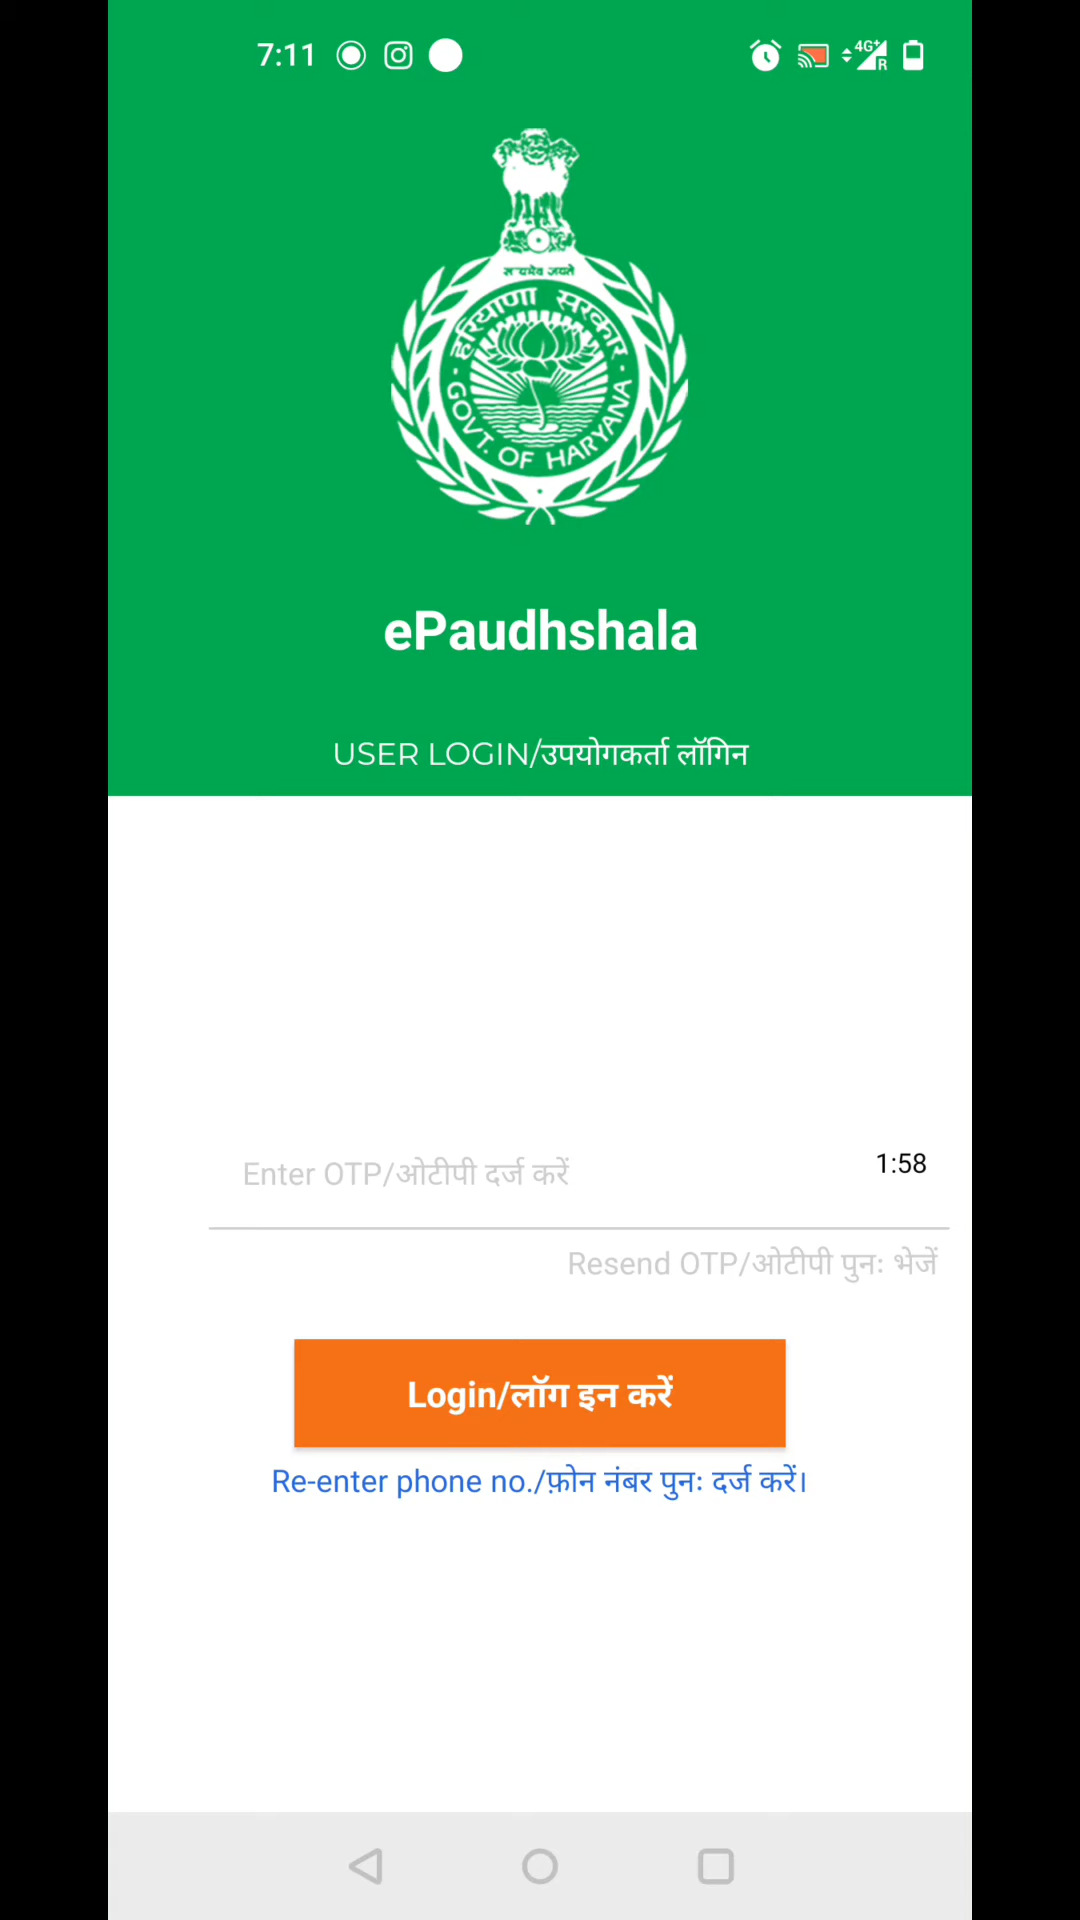 7:11
4G+
R
सत्यमेव जयते
हरियाणा सरकार
GOVT. OF HARYANA
ePaudhshala
USER LOGIN/उपयोगकर्ता लॉगिन
Enter OTP/ओटीपी दर्ज करें
1:58
Resend OTP/ओटीपी पुनः भेजें
Login/लॉग इन करें
Re-enter phone no./फ़ोन नंबर पुनः दर्ज करें।